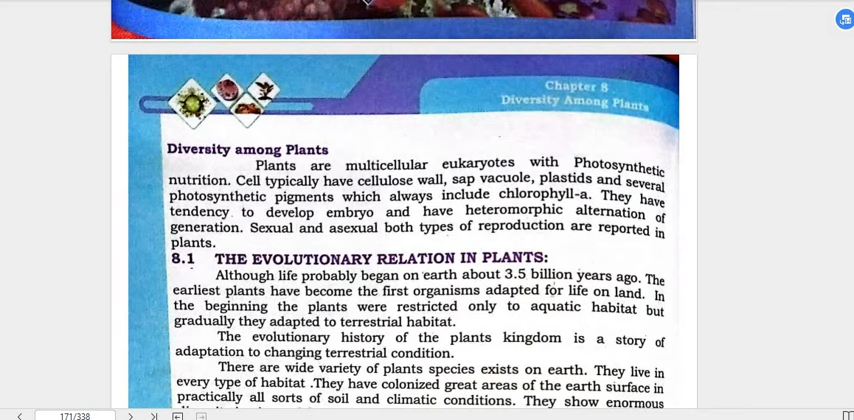 Chapter 8
Diversity Among Plants
Diversity among Plants
Plants are multicellular eukaryotes with Photosynthetic
nutrition. Cell typically have cellulose wall, sap vacuole, plastids and several
photosynthetic pigments which always include chlorophyll-a. They have
tendency to develop embryo and have heteromorphic alternation of
generation. Sexual and asexual both types of reproduction are reported in
plants.
8.1 THE EVOLUTIONARY RELATION IN PLANTS:
Although life probably began on earth about 3.5 billion years ago. The
earliest plants have become the first organisms adapted for life on land. In
the beginning the plants were restricted only to aquatic habitat but
gradually they adapted to terrestrial habitat.
The evolutionary history of the plants kingdom is a story of
adaptation to changing terrestrial condition.
There are wide variety of plants species exists on earth. They live in
every type of habitat .They have colonized great areas of the earth surface in
practically all sorts of soil and climatic conditions. They show enormous
171/338